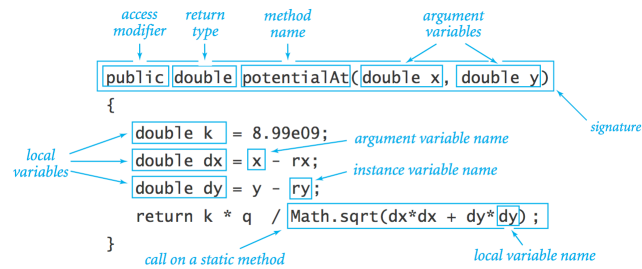 access modifier
return type
method name
argument variables
public double potentialAt(double x, double y)
signature
{
double k = 8.99e09;
argument variable name
local variables
double dx = x - rx;
instance variable name
double dy = y - ry;
return k * q / Math.sqrt(dx*dx + dy*dy);
}
call on a static method
local variable name